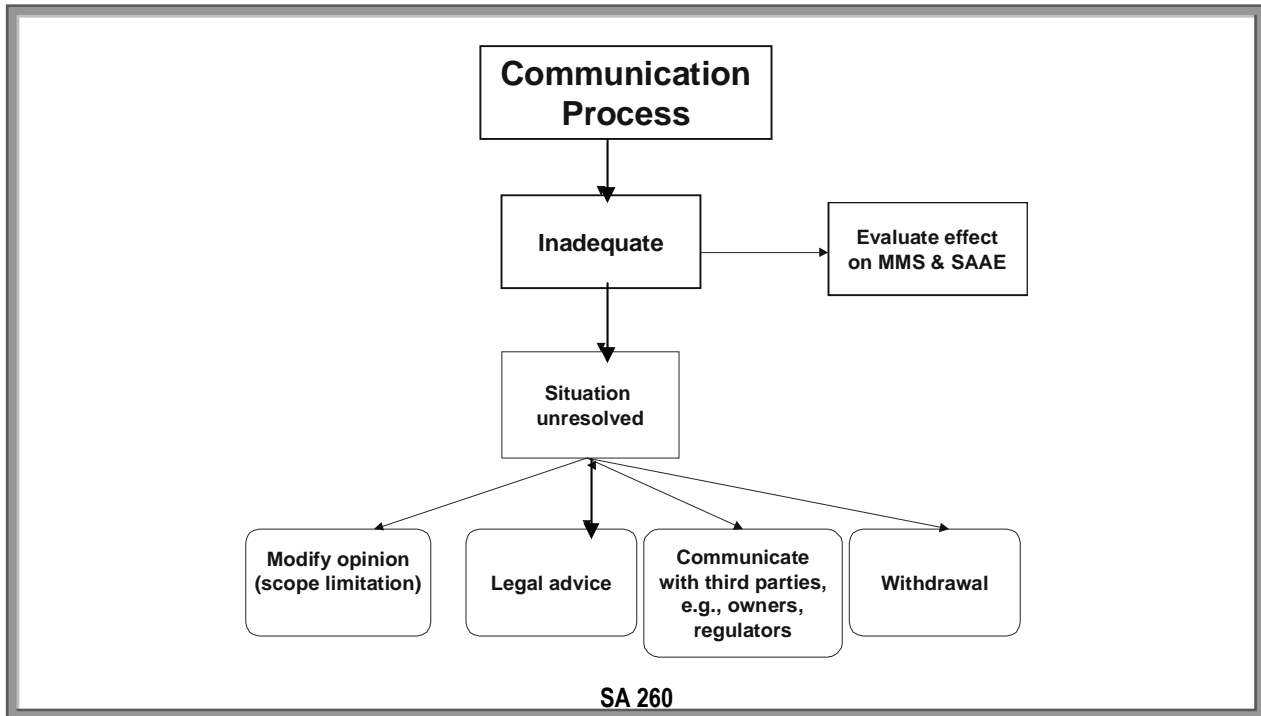 Communication
Process
Inadequate
Evaluate effect
on MMS & SAAE
Situation
unresolved
Modify opinion
(scope limitation)
Legal advice
Communicate
with third parties,
e.g., owners,
regulators
Withdrawal
SA 260